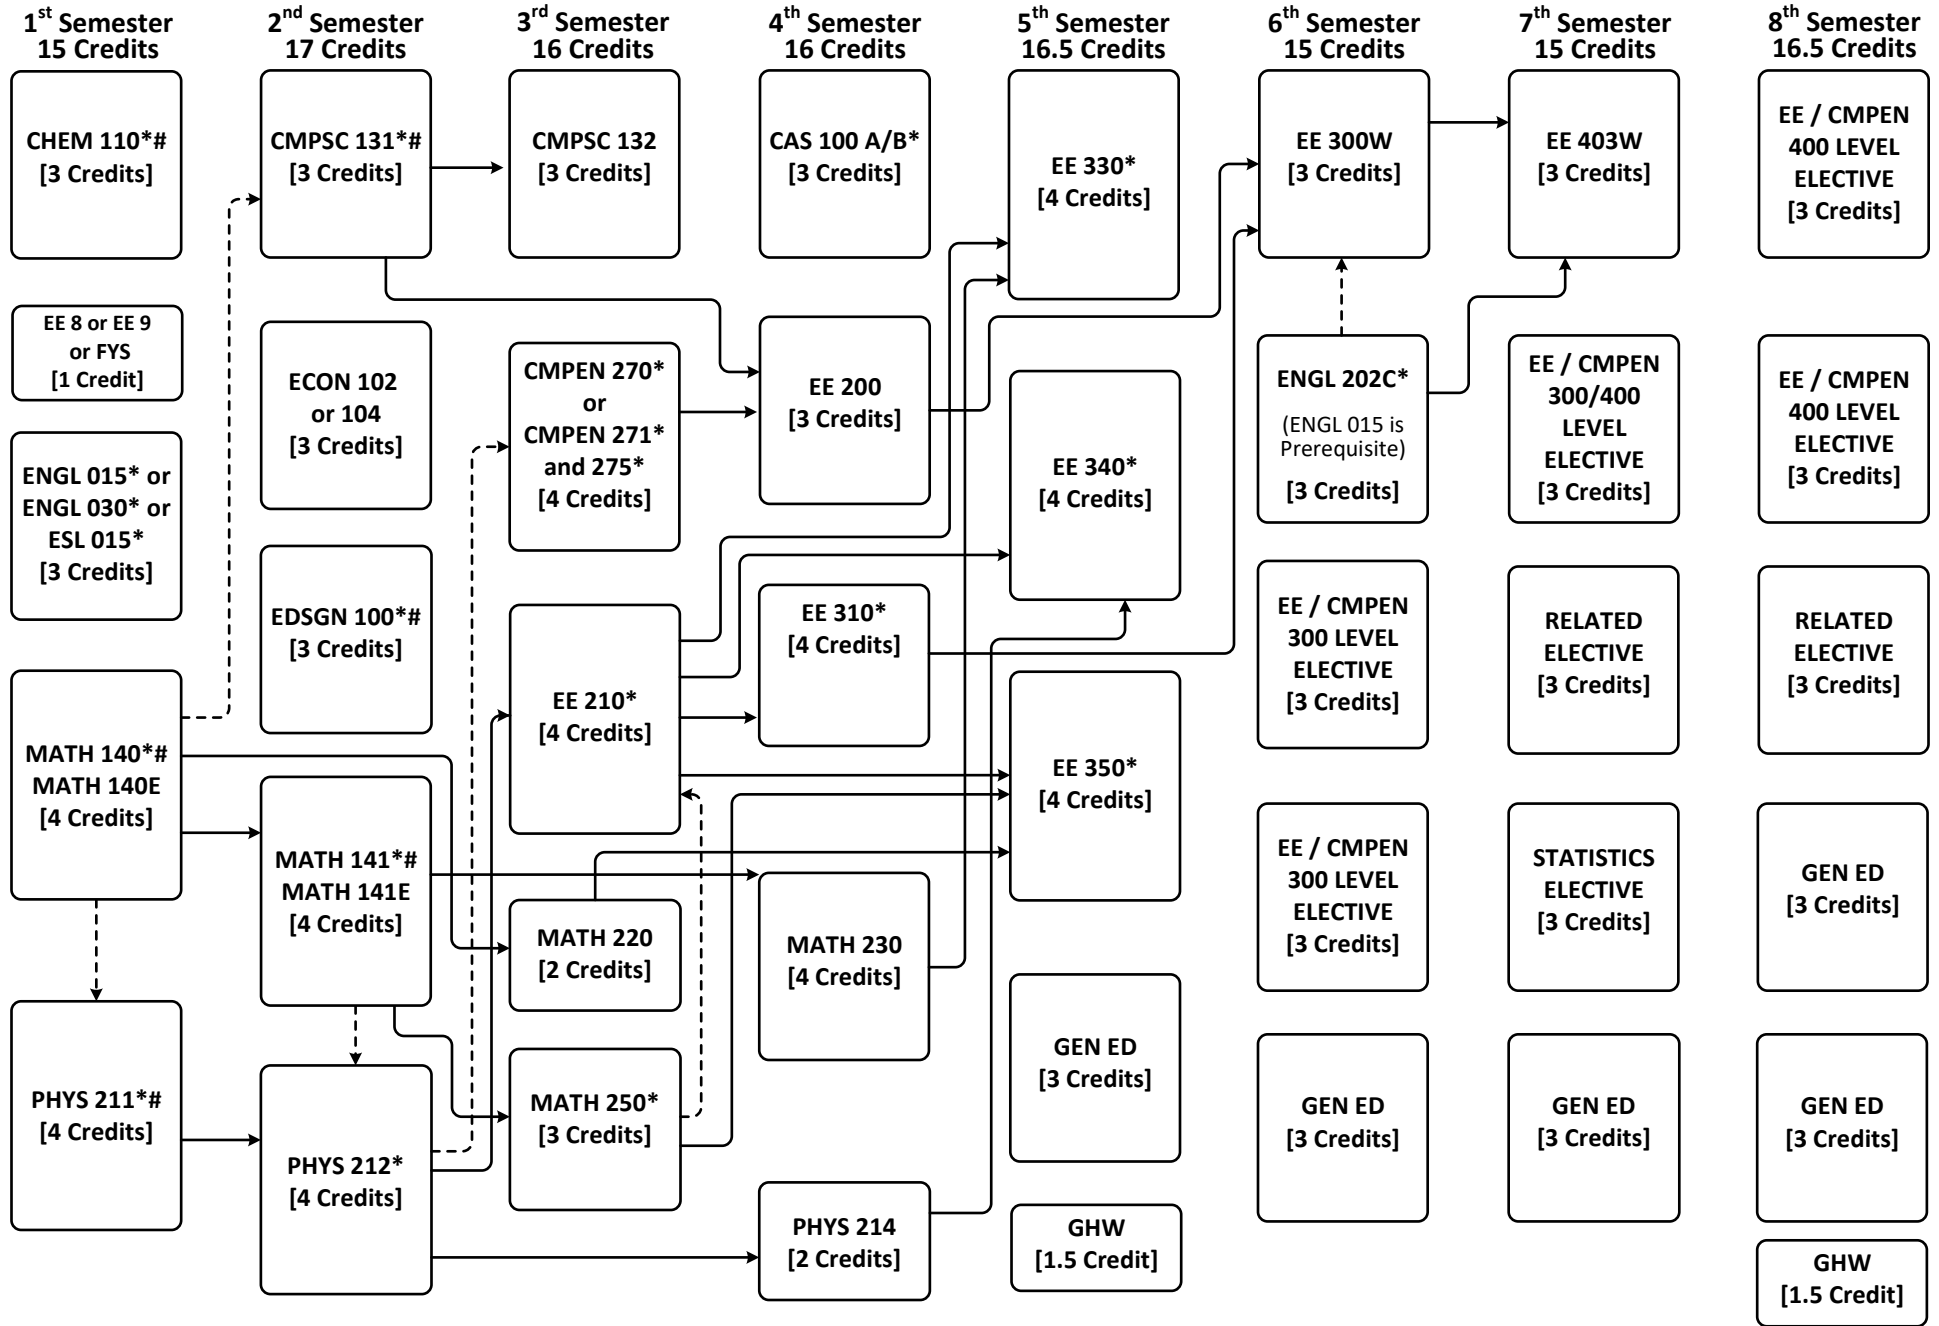 1st Semester
15 Credits
CHEM 110*#
[3 Credits]
EE 8 or EE 9
or FYS
[1 Credit]
ENGL 015* or
ENGL 030* or
ESL 015*
[3 Credits]
MATH 140*#
MATH 140E
[4 Credits]
PHYS 211*#
[4 Credits]
2nd Semester
17 Credits
CMPSC 131*#
[3 Credits]
ECON 102
or 104
[3 Credits]
EDSGN 100*#
[3 Credits]
MATH 141*#
MATH 141E
[4 Credits]
PHYS 212*
[4 Credits]
3rd Semester
16 Credits
CMPSC 132
[3 Credits]
CMPEN 270*
or
CMPEN 271*
and 275*
[4 Credits]
EE 210*
[4 Credits]
MATH 220
[2 Credits]
MATH 250*
[3 Credits]
4th Semester
16 Credits
CAS 100 A/B*
[3 Credits]
EE 200
[3 Credits]
EE 310*
[4 Credits]
MATH 230
[4 Credits]
PHYS 214
[2 Credits]
5th Semester
16.5 Credits
EE 330*
[4 Credits]
EE 340*
[4 Credits]
EE 350*
[4 Credits]
GEN ED
[3 Credits]
GHW
[1.5 Credit]
6th Semester
15 Credits
EE 300W
[3 Credits]
ENGL 202C*
(ENGL 015 is
Prerequisite)
[3 Credits]
EE / CMPEN
300 LEVEL
ELECTIVE
[3 Credits]
EE / CMPEN
300 LEVEL
ELECTIVE
[3 Credits]
GEN ED
[3 Credits]
7th Semester
15 Credits
EE 403W
[3 Credits]
EE / CMPEN
300/400
LEVEL
ELECTIVE
[3 Credits]
RELATED
ELECTIVE
[3 Credits]
STATISTICS
ELECTIVE
[3 Credits]
GEN ED
[3 Credits]
8th Semester
16.5 Credits
EE / CMPEN
400 LEVEL
ELECTIVE
[3 Credits]
EE / CMPEN
400 LEVEL
ELECTIVE
[3 Credits]
RELATED
ELECTIVE
[3 Credits]
GEN ED
[3 Credits]
GEN ED
[3 Credits]
GHW
[1.5 Credit]